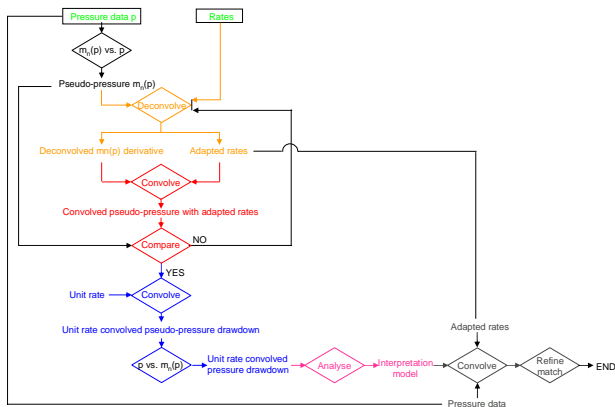 Pressure data p
Rates
mn(p) vs. p
Pseudo-pressure mn(p)
Deconvolve
Deconvolved mn(p) derivative
Adapted rates
Convolve
Convolved pseudo-pressure with adapted rates
Compare
NO
YES
Unit rate
Convolve
Unit rate convolved pseudo-pressure drawdown
Adapted rates
p vs. mn(p)
Unit rate convolved
pressure drawdown
Analyse
Interpretation
model
Convolve
Refine
match
END
Pressure data